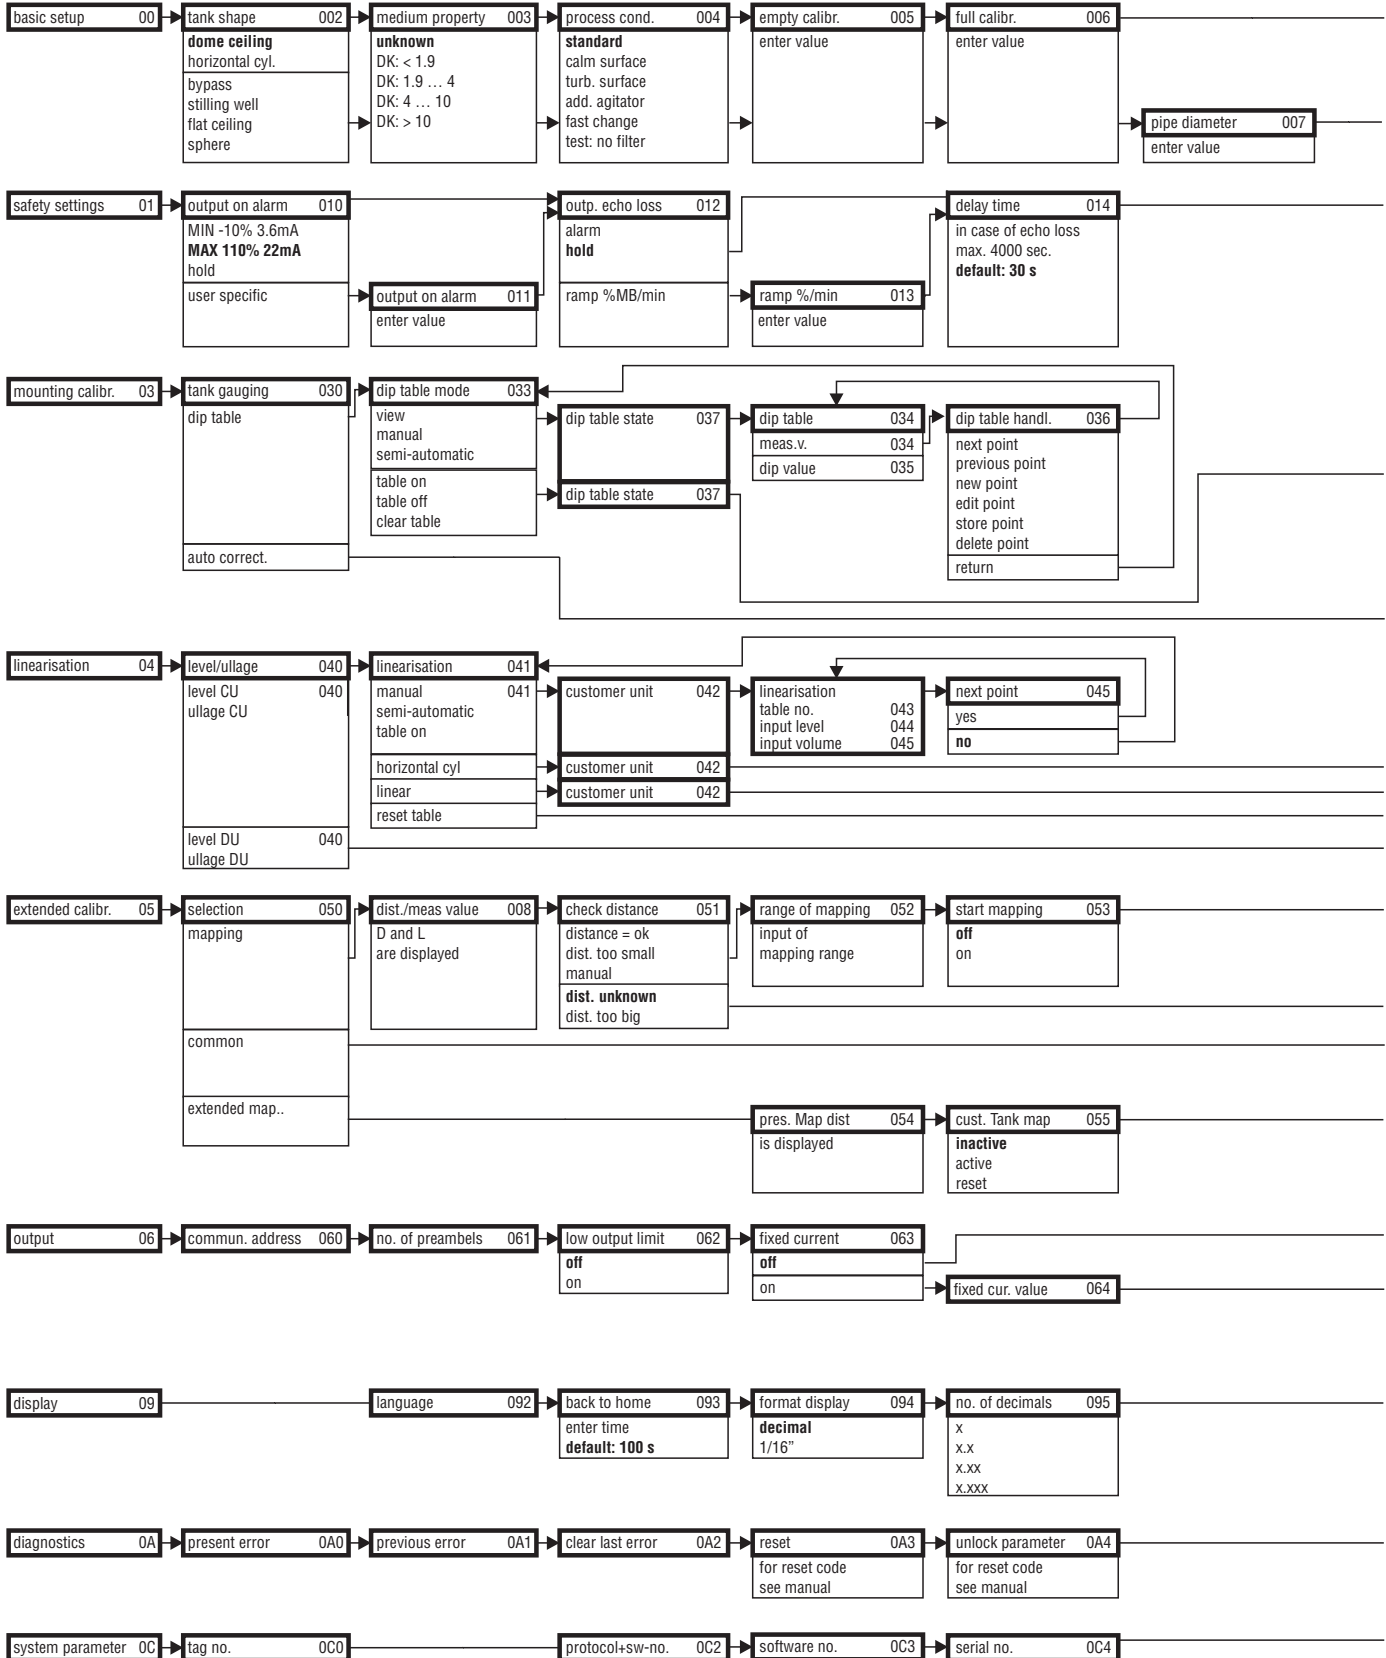 basic setup 00
tank shape 002
dome ceiling
horizontal cyl.
bypass
stilling well
flat ceiling
sphere
medium property 003
unknown
DK: < 1.9
DK: 1.9 … 4
DK: 4 … 10
DK: > 10
process cond. 004
standard
calm surface
turb. surface
add. agitator
fast change
test: no filter
empty calibr. 005
enter value
full calibr. 006
enter value
pipe diameter 007
enter value
safety settings 01
output on alarm 010
MIN -10% 3.6mA
MAX 110% 22mA
hold
user specific
output on alarm 011
enter value
outp. echo loss 012
alarm
hold
ramp %MB/min
ramp %/min 013
enter value
delay time 014
in case of echo loss
max. 4000 sec.
default: 30 s
mounting calibr. 03
tank gauging 030
dip table
auto correct.
dip table mode 033
view
manual
semi-automatic
table on
table off
clear table
dip table state 037
dip table state 037
dip table 034
meas.v. 034
dip value 035
dip table handl. 036
next point
previous point
new point
edit point
store point
delete point
return
linearisation 04
level/ullage 040
level CU 040
ullage CU
level DU 040
ullage DU
linearisation 041
manual 041
semi-automatic
table on
horizontal cyl
linear
reset table
customer unit 042
customer unit 042
customer unit 042
linearisation
table no. 043
input level 044
input volume 045
next point 045
yes
no
extended calibr. 05
selection 050
mapping
common
extended map..
dist./meas value 008
D and L
are displayed
check distance 051
distance = ok
dist. too small
manual
dist. unknown
dist. too big
range of mapping 052
input of
mapping range
start mapping 053
off
on
pres. Map dist 054
is displayed
cust. Tank map 055
inactive
active
reset
output 06
commun. address 060
no. of preambels 061
low output limit 062
off
on
fixed current 063
off
on
fixed cur. value 064
display 09
language 092
back to home 093
enter time
default: 100 s
format display 094
decimal
1/16”
no. of decimals 095
x
x.x
x.xx
x.xxx
diagnostics 0A
present error 0A0
previous error 0A1
clear last error 0A2
reset 0A3
for reset code
see manual
unlock parameter 0A4
for reset code
see manual
system parameter 0C
tag no. 0C0
protocol+sw-no. 0C2
software no. 0C3
serial no. 0C4